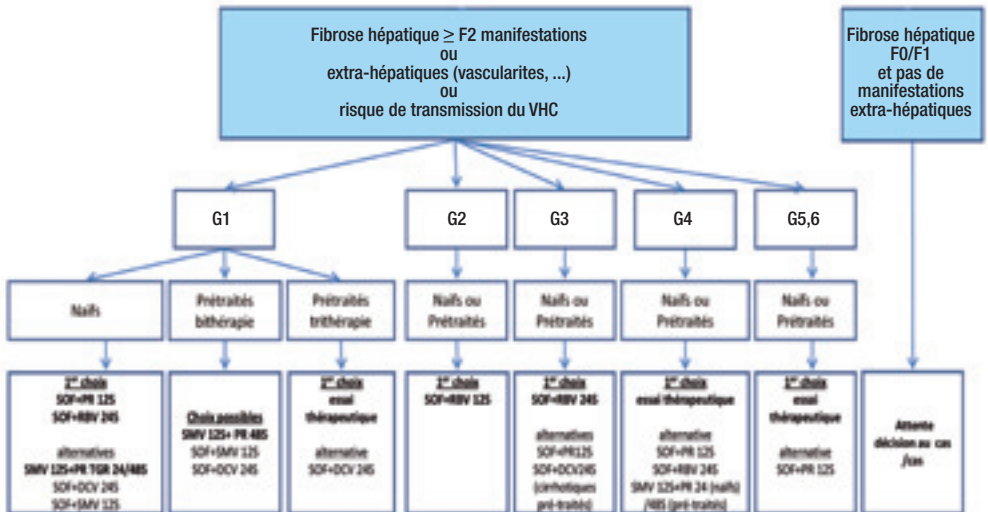 Fibrose hépatique ≥ F2 manifestations
ou
extra-hépatiques (vascularites, ...)
ou
risque de transmission du VHC
Fibrose hépatique
F0/F1
et pas de
manifestations
extra-hépatiques
G1
G2
G3
G4
G5,6
Naïfs
Prétraités
bithérapie
Prétraités
trithérapie
Naïfs ou
Prétraités
Naïfs ou
Prétraités
Naïfs ou
Prétraités
Naïfs ou
Prétraités
1er choix
SOF+PR 12S
SOF+RBV 24S
alternatives
SMV 12S+PR TGR 24/48S
SOF+DCV 24S
SOF+SMV 12S
Choix possibles
SMV 12S+ PR 48S
SOF+SMV 12S
SOF+DCV 24S
1er choix
essai
thérapeutique
alternative
SOF+DCV 24S
1er choix
SOF+RBV 12S
1er choix
SOF+RBV 24S
alternatives
SOF+PR12S
SOF+DCV24S
(cirrhotiques
pré-traités)
1er choix
essai thérapeutique
alternative
SOF+PR 12S
SOF+RBV 24S
SMV 12S+PR 24 (naïfs)
/48S (pré-traités)
1er choix
essai
thérapeutique
alternative
SOF+PR 12S
Attente
décision au cas
/cas